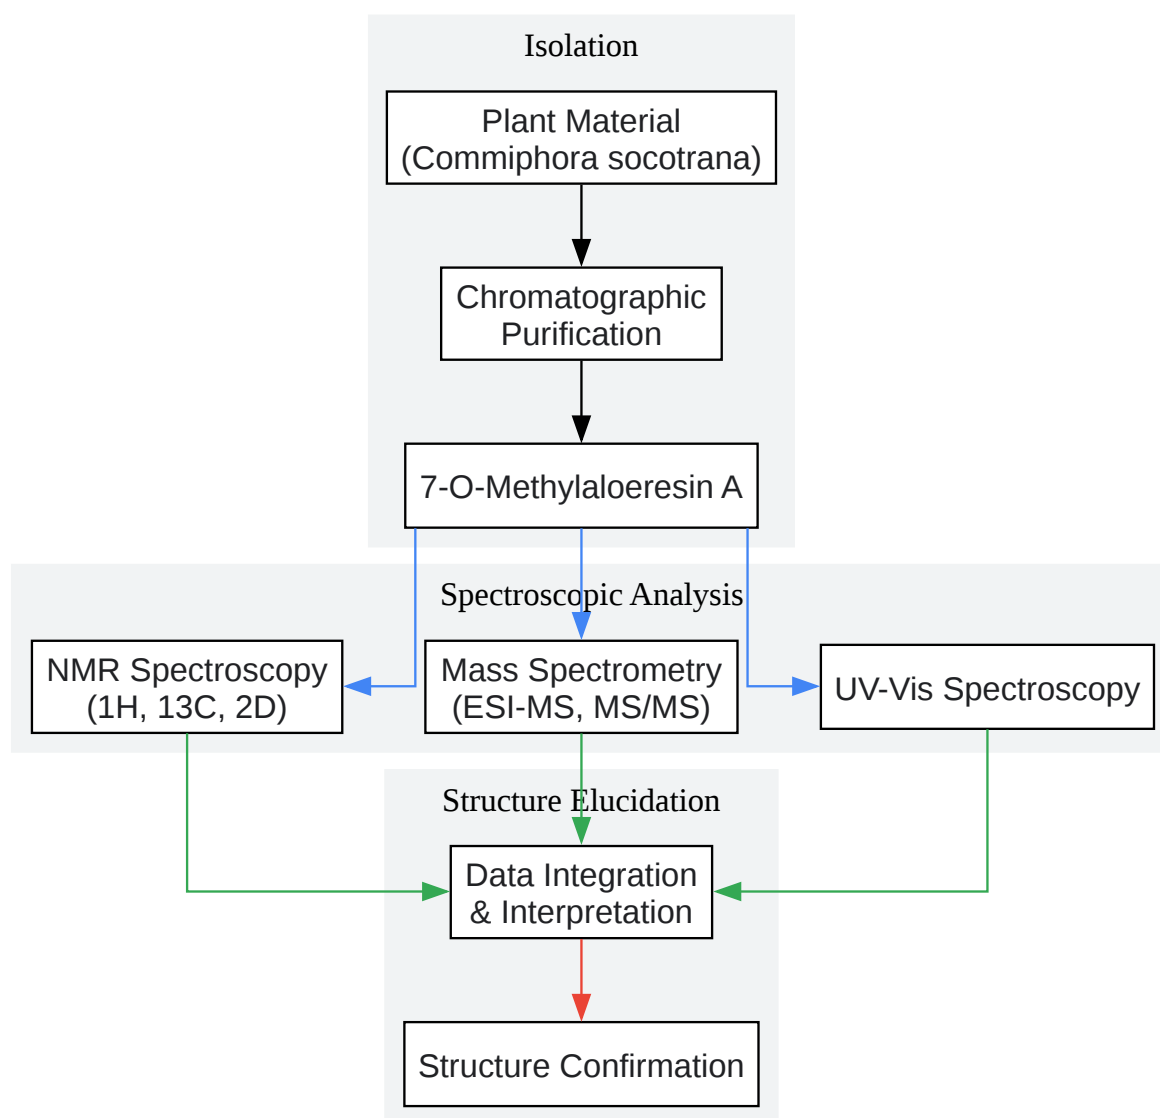 Isolation
Plant Material
(Commiphora socotrana)
Chromatographic
Purification
7-O-Methylaloeresin A
Spectroscopic Analysis
NMR Spectroscopy
(1H, 13C, 2D)
Mass Spectrometry
(ESI-MS, MS/MS)
UV-Vis Spectroscopy
Structure Elucidation
Data Integration
& Interpretation
Structure Confirmation